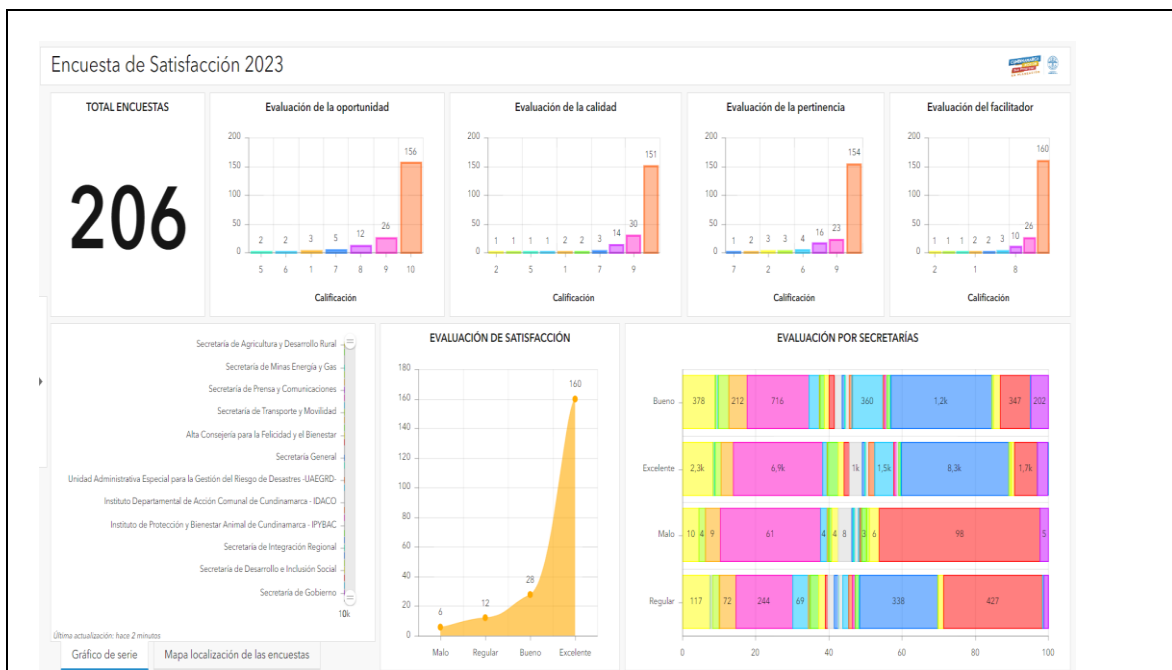 Encuesta de Satisfacción 2023
TOTAL ENCUESTAS
206
Evaluación de la oportunidad
200
150
100
50
0
2
2
3
5
12
26
156
5 6 1 7 8 9 10
Calificación
Evaluación de la calidad
200
150
100
50
0
1 1 1 1 2 2 3 14 30 151
2 5 1 7 9
Calificación
Evaluación de la pertinencia
200
150
100
50
0
1 2 3 3 4 16 23 154
7 2 6 9
Calificación
Evaluación del facilitador
200
150
100
50
0
1 1 1 2 2 3 10 26 160
2 1 8
Calificación
Secretaría de Agricultura y Desarrollo Rural
Secretaría de Minas Energía y Gas
Secretaría de Prensa y Comunicaciones
Secretaría de Transporte y Movilidad
Alta Consejería para la Felicidad y el Bienestar
Secretaría General
Unidad Administrativa Especial para la Gestión del Riesgo de Desastres -UAEGRD-
Instituto Departamental de Acción Comunal de Cundinamarca - IDACO
Instituto de Protección y Bienestar Animal de Cundinamarca - IPYBAC
Secretaría de Integración Regional
Secretaría de Desarrollo e Inclusión Social
Secretaría de Gobierno
10k
Última actualización: hace 2 minutos
Gráfico de serie
Mapa localización de las encuestas
EVALUACIÓN DE SATISFACCIÓN
180
160
140
120
100
80
60
40
20
0
6 12 28 160
Malo Regular Bueno Excelente
EVALUACIÓN POR SECRETARÍAS
Bueno 378 212 716 360 1,2k 347 202
Excelente 2,3k 6,9k 1k 1,5k 8,3k 1,7k
Malo 10 4 9 61 4 4 8 3 6 98 5
Regular 117 72 244 69 338 427
0 20 40 60 80 100